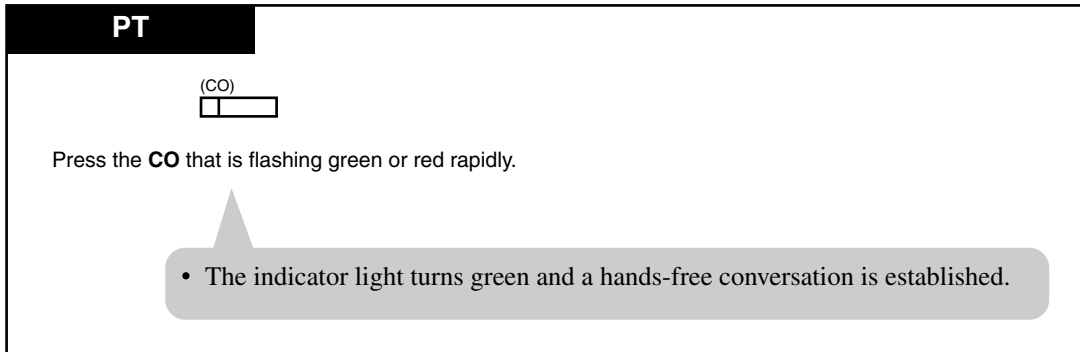 PT
(CO)
Press the CO that is flashing green or red rapidly.
• The indicator light turns green and a hands-free conversation is established.